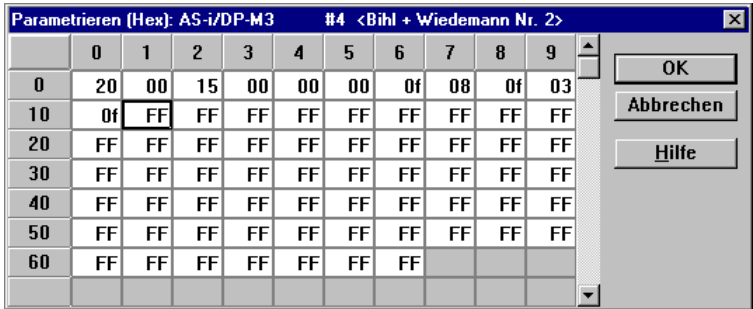 Parametrieren (Hex): AS-i/DP-M3 #4 <Bihl + Wiedemann Nr. 2>
0 1 2 3 4 5 6 7 8 9
0 20 00 15 00 00 00 0f 08 0f 03
10 0f FF FF FF FF FF FF FF FF FF
20 FF FF FF FF FF FF FF FF FF FF
30 FF FF FF FF FF FF FF FF FF FF
40 FF FF FF FF FF FF FF FF FF FF
50 FF FF FF FF FF FF FF FF FF FF
60 FF FF FF FF FF FF FF
OK
Abbrechen
Hilfe